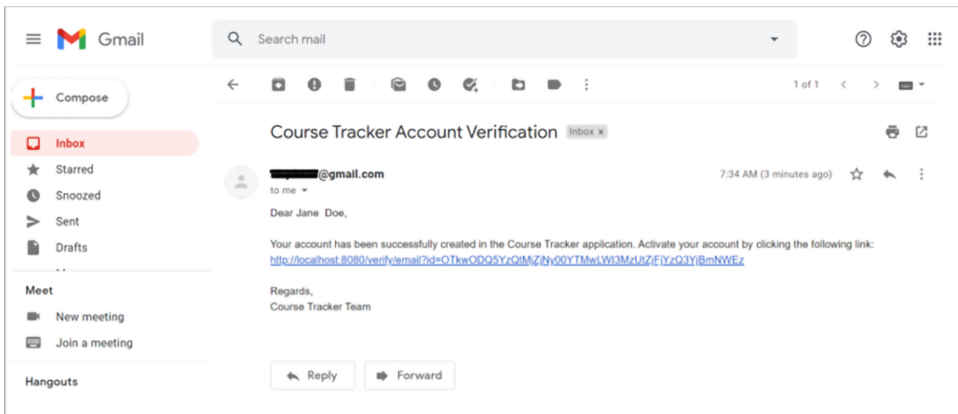 Gmail
Search mail
Compose
1 of 1
Inbox
Starred
Snoozed
Sent
Drafts
Meet
New meeting
Join a meeting
Hangouts
Course Tracker Account Verification Inbox x
@gmail.com 7:34 AM (3 minutes ago)
to me
Dear Jane Doe,
Your account has been successfully created in the Course Tracker application. Activate your account by clicking the following link:
http://localhost:8080/verify/email?id=OTkwODQ5YzQtMjZjNy00YTMwLWI3MzUtZjFjYzQ3YjBmNWEz
Regards,
Course Tracker Team
Reply Forward